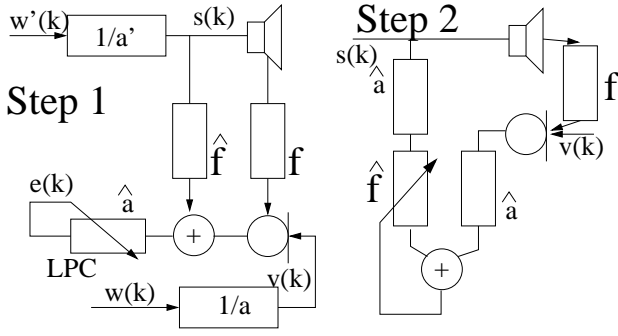 w'(k)
1/a'
s(k)
Step 1
^
f
f
e(k)
^
a
+
LPC
v(k)
w(k)
1/a
Step 2
s(k)
^
a
f
v(k)
^
f
^
a
+